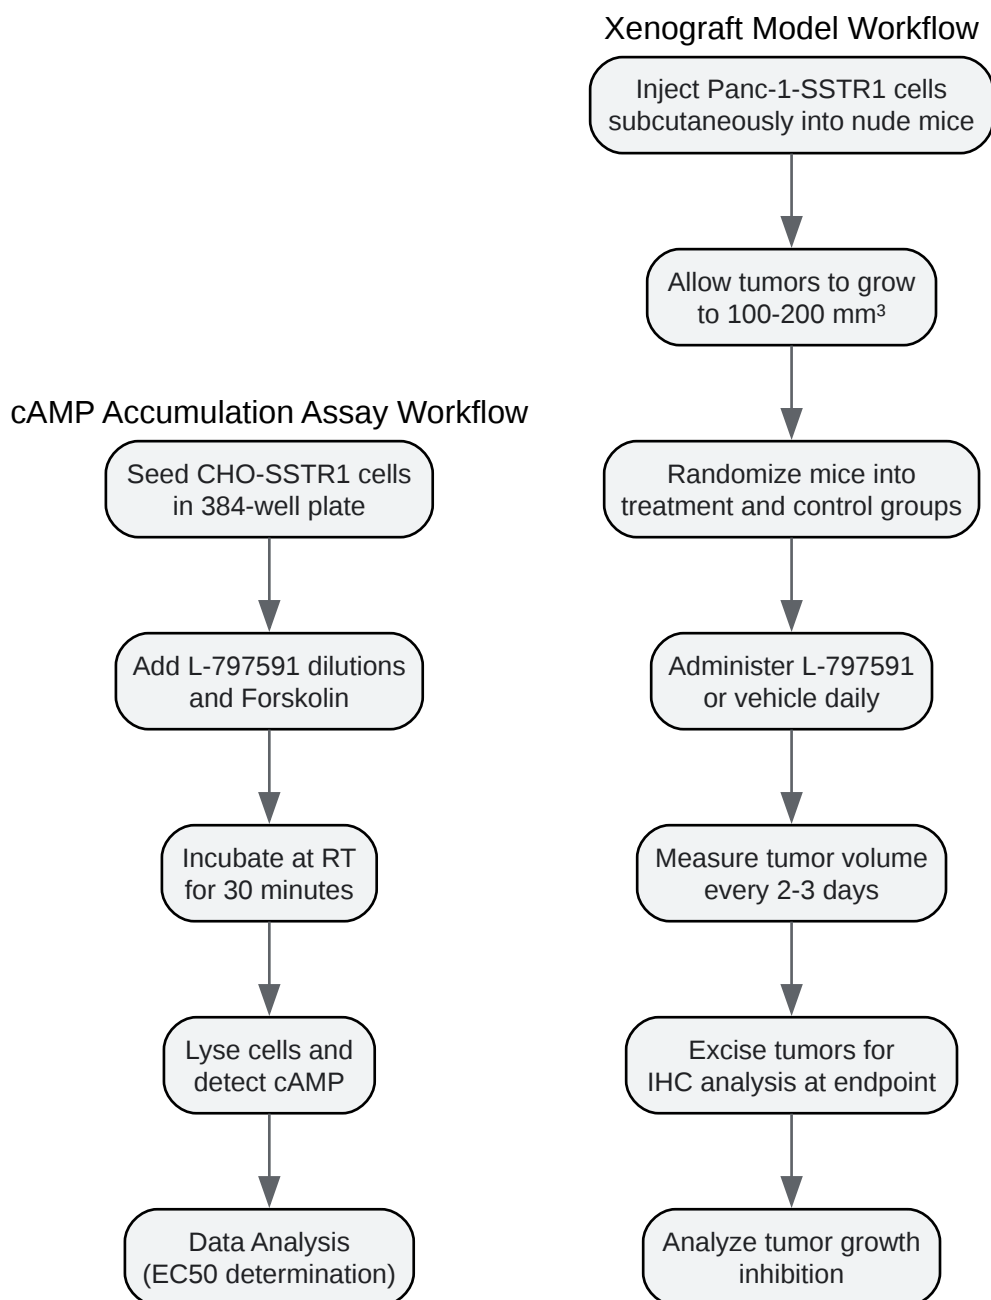 Xenograft Model Workflow
Inject Panc-1-SSTR1 cells
subcutaneously into nude mice
Allow tumors to grow
to 100-200 mm³
Randomize mice into
treatment and control groups
Administer L-797591
or vehicle daily
Measure tumor volume
every 2-3 days
Excise tumors for
IHC analysis at endpoint
Analyze tumor growth
inhibition
cAMP Accumulation Assay Workflow
Seed CHO-SSTR1 cells
in 384-well plate
Add L-797591 dilutions
and Forskolin
Incubate at RT
for 30 minutes
Lyse cells and
detect cAMP
Data Analysis
(EC50 determination)